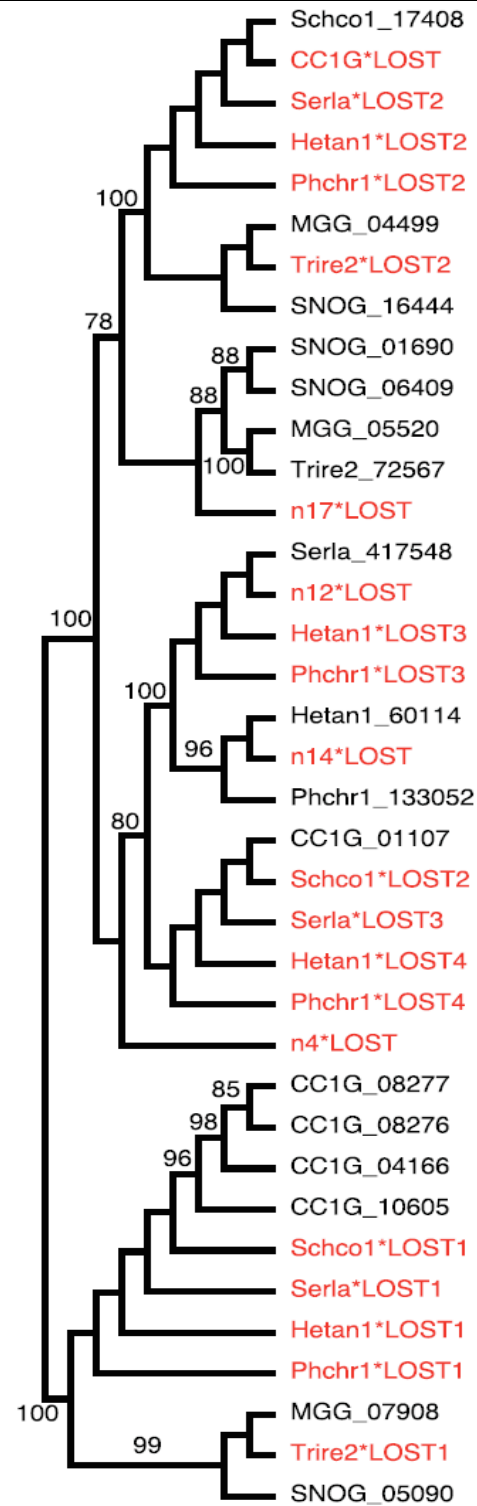 Schco1_17408
CC1G*LOST
Serla*LOST2
Hetan1*LOST2
Phchr1*LOST2
100
MGG_04499
Trire2*LOST2
SNOG_16444
78
SNOG_01690
88
SNOG_06409
88
MGG_05520
100
Trire2_72567
n17*LOST
Serla_417548
n12*LOST
100
Hetan1*LOST3
Phchr1*LOST3
100
Hetan1_60114
96
n14*LOST
Phchr1_133052
80
CC1G_01107
Schco1*LOST2
Serla*LOST3
Hetan1*LOST4
Phchr1*LOST4
n4*LOST
85
CC1G_08277
98
CC1G_08276
96
CC1G_04166
CC1G_10605
Schco1*LOST1
Serla*LOST1
Hetan1*LOST1
Phchr1*LOST1
100
MGG_07908
99
Trire2*LOST1
SNOG_05090